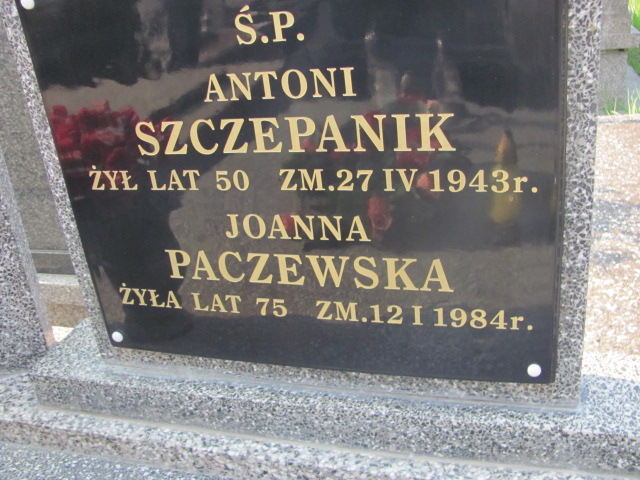 Ś.P.
ANTONI
SZCZEPANIK
ŻYŁ LAT 50 ZM.27 IV 1943r.
JOANNA
PACZEWSKA
ŻYŁA LAT 75 ZM.12 I 1984r.